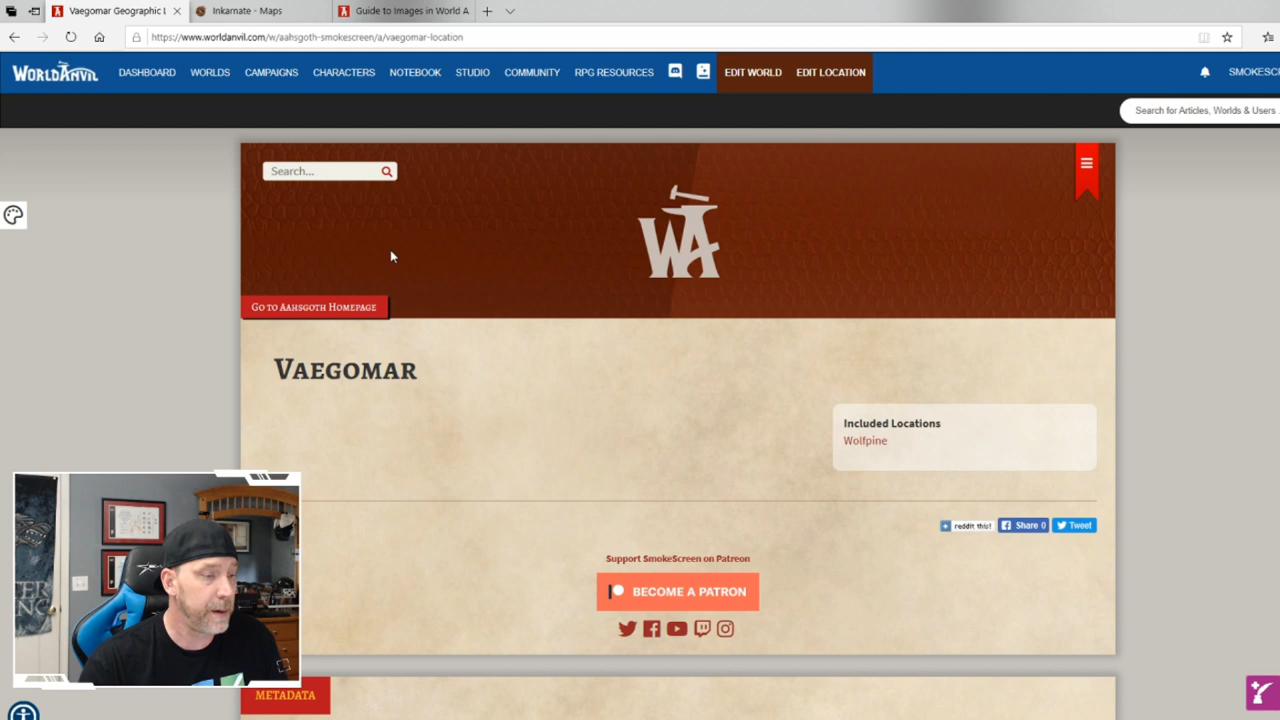 Vaegomar Geographic L
Inkarnate - Maps
Guide to Images in World A
https://www.worldanvil.com/w/aahsgoth-smokescreen/a/vaegomar-location
WORLDANVIL
DASHBOARD WORLDS CAMPAIGNS CHARACTERS NOTEBOOK STUDIO COMMUNITY RPG RESOURCES EDIT WORLD EDIT LOCATION SMOKESCR
Search for Articles, Worlds & Users
Search...
WA
Go to Aahsgoth Homepage
Vaegomar
Included Locations
Wolfpine
reddit this! Share 0 Tweet
Support SmokeScreen on Patreon
BECOME A PATRON
METADATA